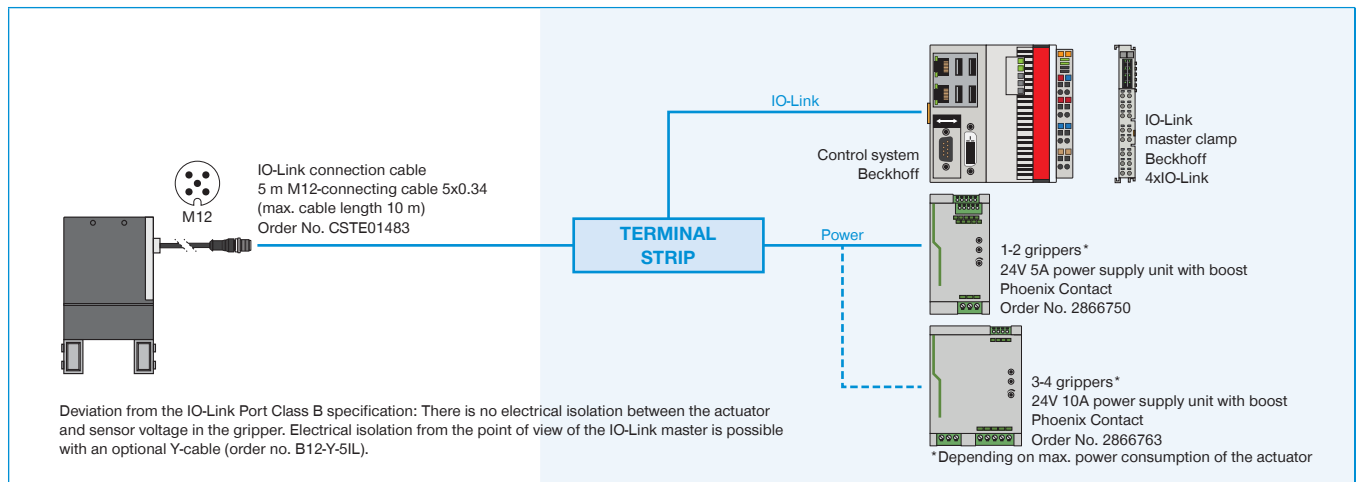 IO-Link
IO-Link
master clamp
Beckhoff
4xIO-Link
Control system
Beckhoff
IO-Link connection cable
5 m M12-connecting cable 5x0.34
(max. cable length 10 m)
Order No. CSTE01483
M12
TERMINAL
STRIP
Power
1-2 grippers*
24V 5A power supply unit with boost
Phoenix Contact
Order No. 2866750
3-4 grippers*
24V 10A power supply unit with boost
Phoenix Contact
Order No. 2866763
*Depending on max. power consumption of the actuator
Deviation from the IO-Link Port Class B specification: There is no electrical isolation between the actuator
and sensor voltage in the gripper. Electrical isolation from the point of view of the IO-Link master is possible
with an optional Y-cable (order no. B12-Y-5IL).